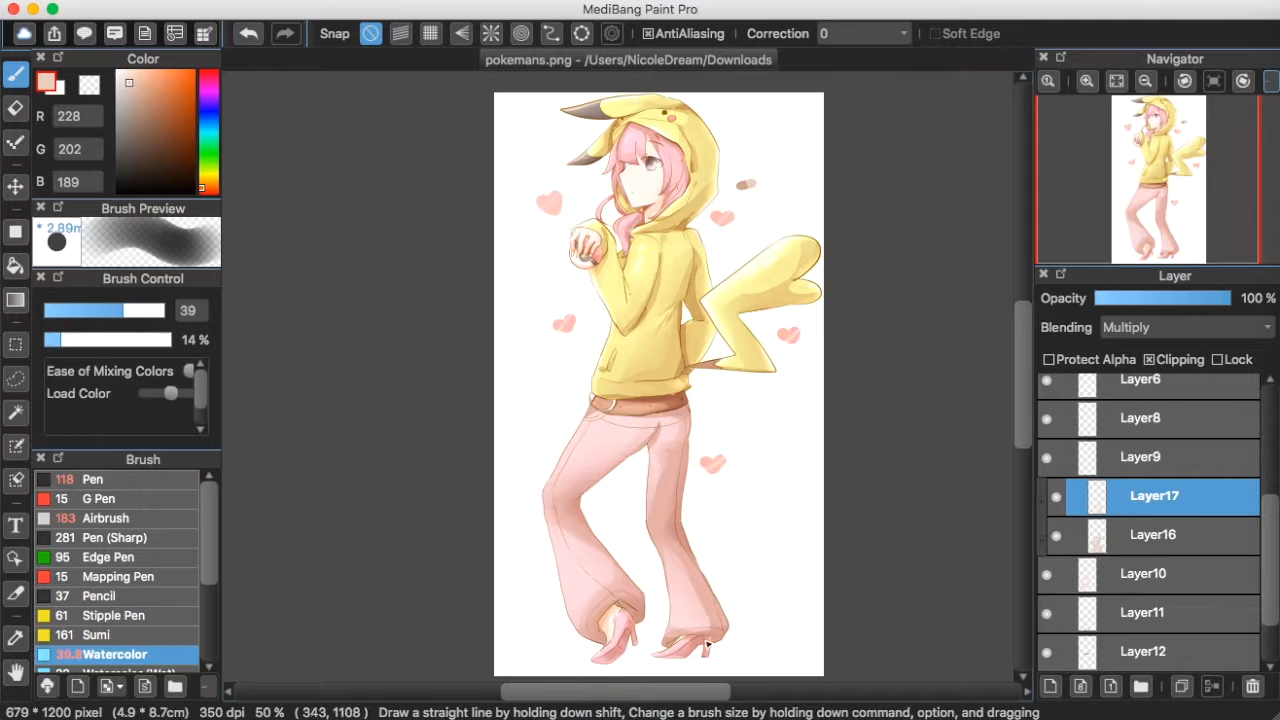 MediBang Paint Pro
Snap
AntiAliasing
Correction 0
Soft Edge
Color
pokemans.png - /Users/NicoleDream/Downloads
Navigator
R 228
G 202
B 189
Brush Preview
* 2.89m
Brush Control
39
14 %
Ease of Mixing Colors
Load Color
Brush
118 Pen
15 G Pen
183 Airbrush
281 Pen (Sharp)
95 Edge Pen
15 Mapping Pen
37 Pencil
61 Stipple Pen
161 Sumi
39.8 Watercolor
Layer
Opacity 100 %
Blending Multiply
Protect Alpha Clipping Lock
Layer6
Layer8
Layer9
Layer17
Layer16
Layer10
Layer11
Layer12
679 * 1200 pixel (4.9 * 8.7cm) 350 dpi 50 % ( 343, 1108 ) Draw a straight line by holding down shift, Change a brush size by holding down command, option, and dragging